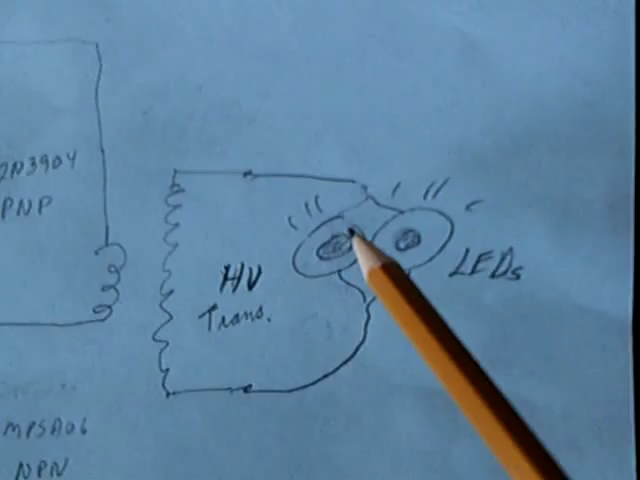 2N3904
PNP
HV
Trans.
LEDs
MPSA06
NPN